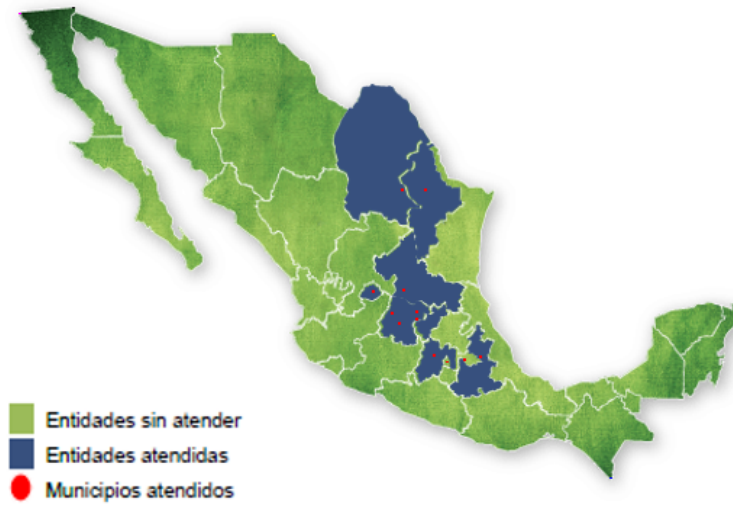 Entidades sin atender
Entidades atendidas
Municipios atendidos